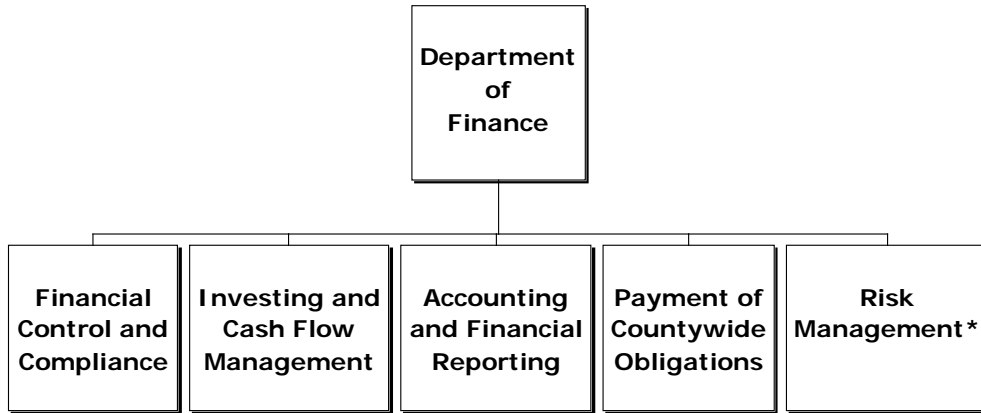 Department
of
Finance
Financial
Control and
Compliance
Investing and
Cash Flow
Management
Accounting
and Financial
Reporting
Payment of
Countywide
Obligations
Risk
Management*